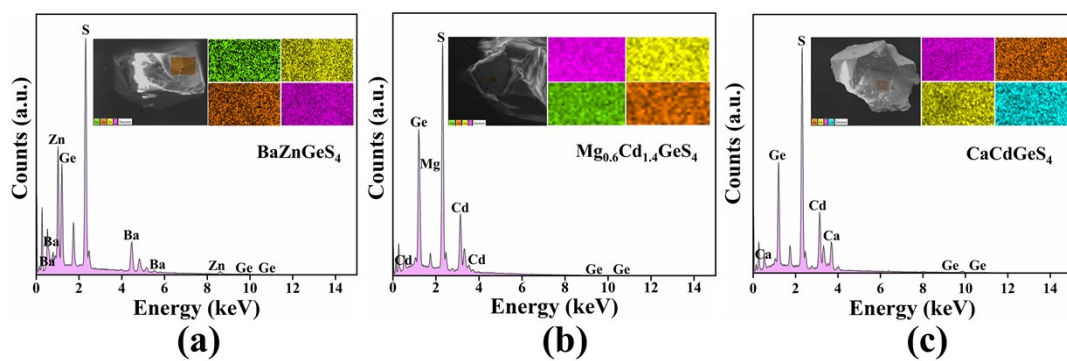 Counts (a.u.)
S
Zn
Ge
Ba
Ba
Ba
Ba
Zn
Ge
Ge
BaZnGeS4
0 2 4 6 8 10 12 14
Energy (keV)
(a)
Counts (a.u.)
S
Ge
Mg
Cd
Cd
Cd
Ge
Ge
Mg0.6Cd1.4GeS4
0 2 4 6 8 10 12 14
Energy (keV)
(b)
Counts (a.u.)
S
Ge
Cd
Ca
Ca
Ge
Ge
CaCdGeS4
0 2 4 6 8 10 12 14
Energy (keV)
(c)